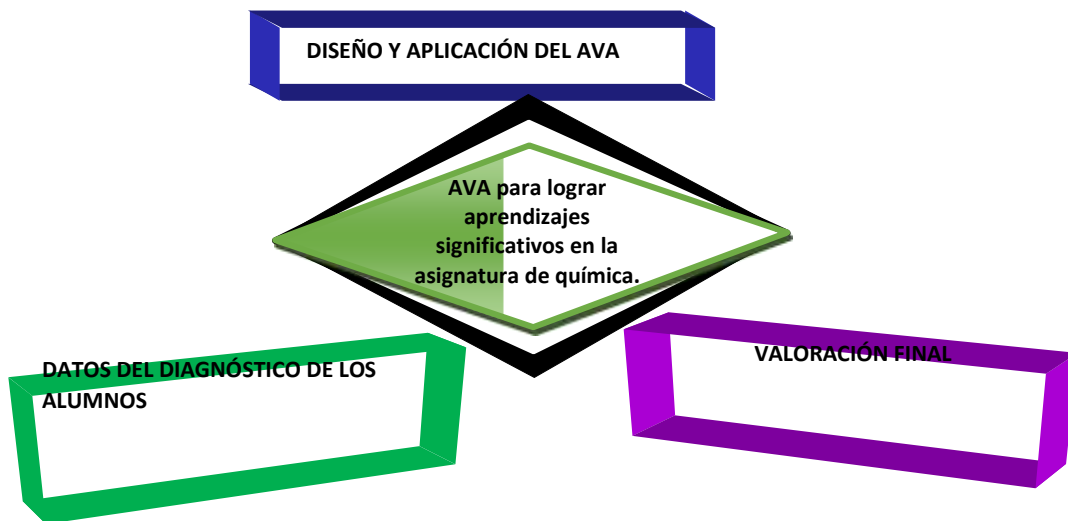 DISEÑO Y APLICACIÓN DEL AVA
AVA para lograr
aprendizajes
significativos en la
asignatura de química.
DATOS DEL DIAGNÓSTICO DE LOS
ALUMNOS
VALORACIÓN FINAL